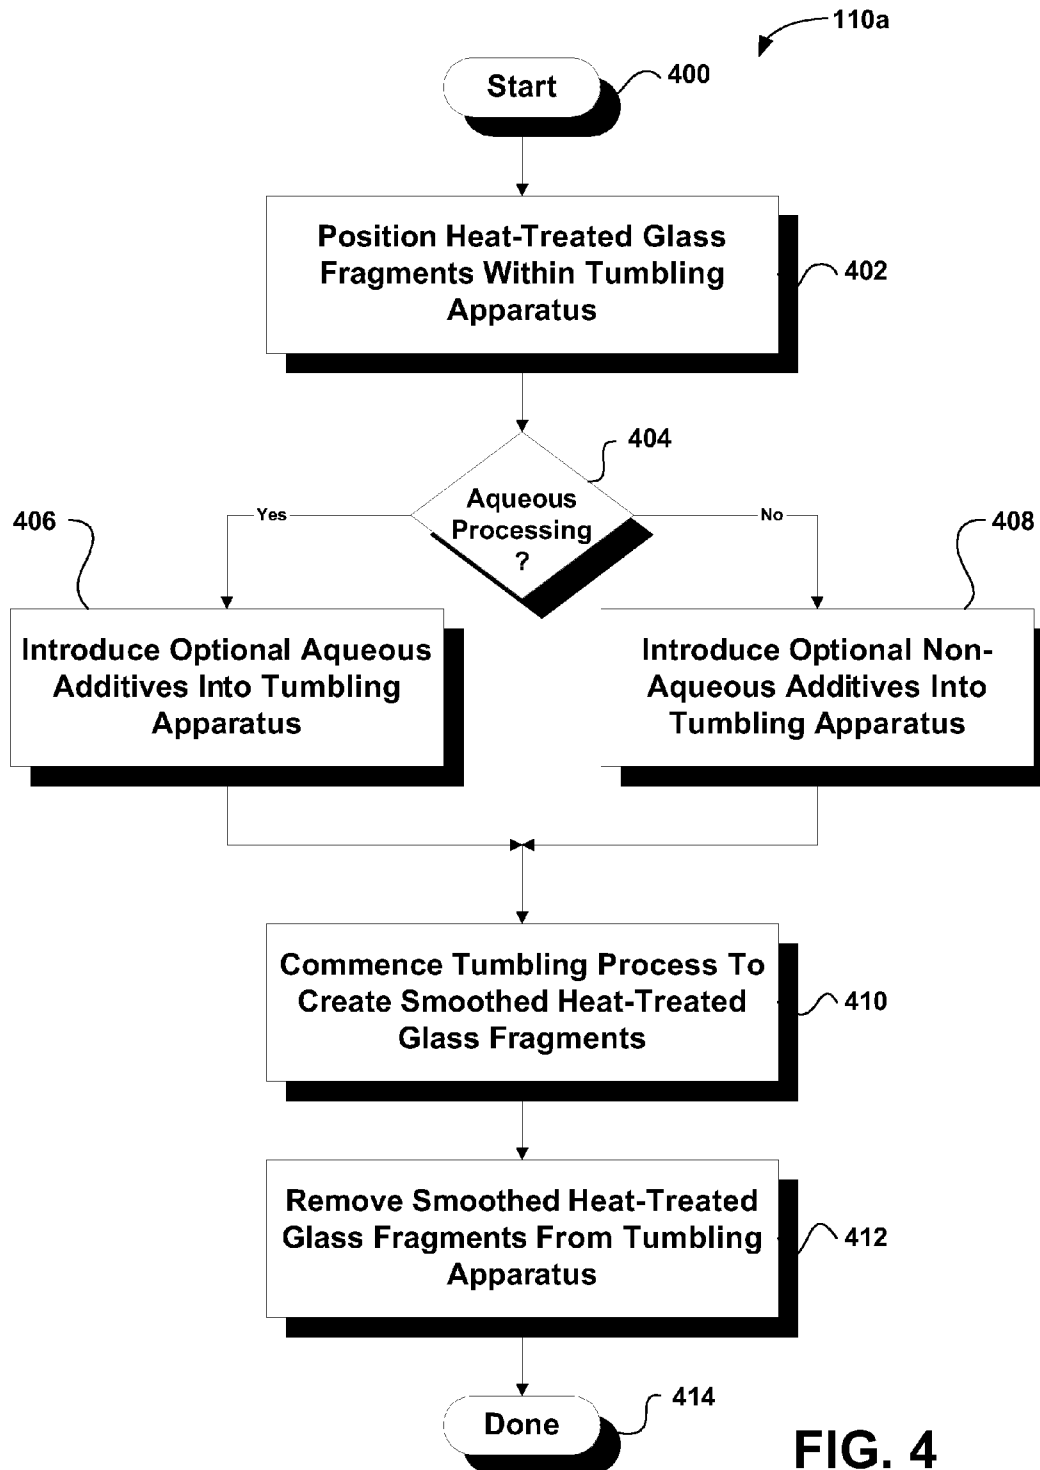 110a
Start
400
Position Heat-Treated Glass
Fragments Within Tumbling
Apparatus
402
404
Aqueous
Processing
?
Yes
No
406
408
Introduce Optional Aqueous
Additives Into Tumbling
Apparatus
Introduce Optional Non-
Aqueous Additives Into
Tumbling Apparatus
Commence Tumbling Process To
Create Smoothed Heat-Treated
Glass Fragments
410
Remove Smoothed Heat-Treated
Glass Fragments From Tumbling
Apparatus
412
Done
414
FIG. 4